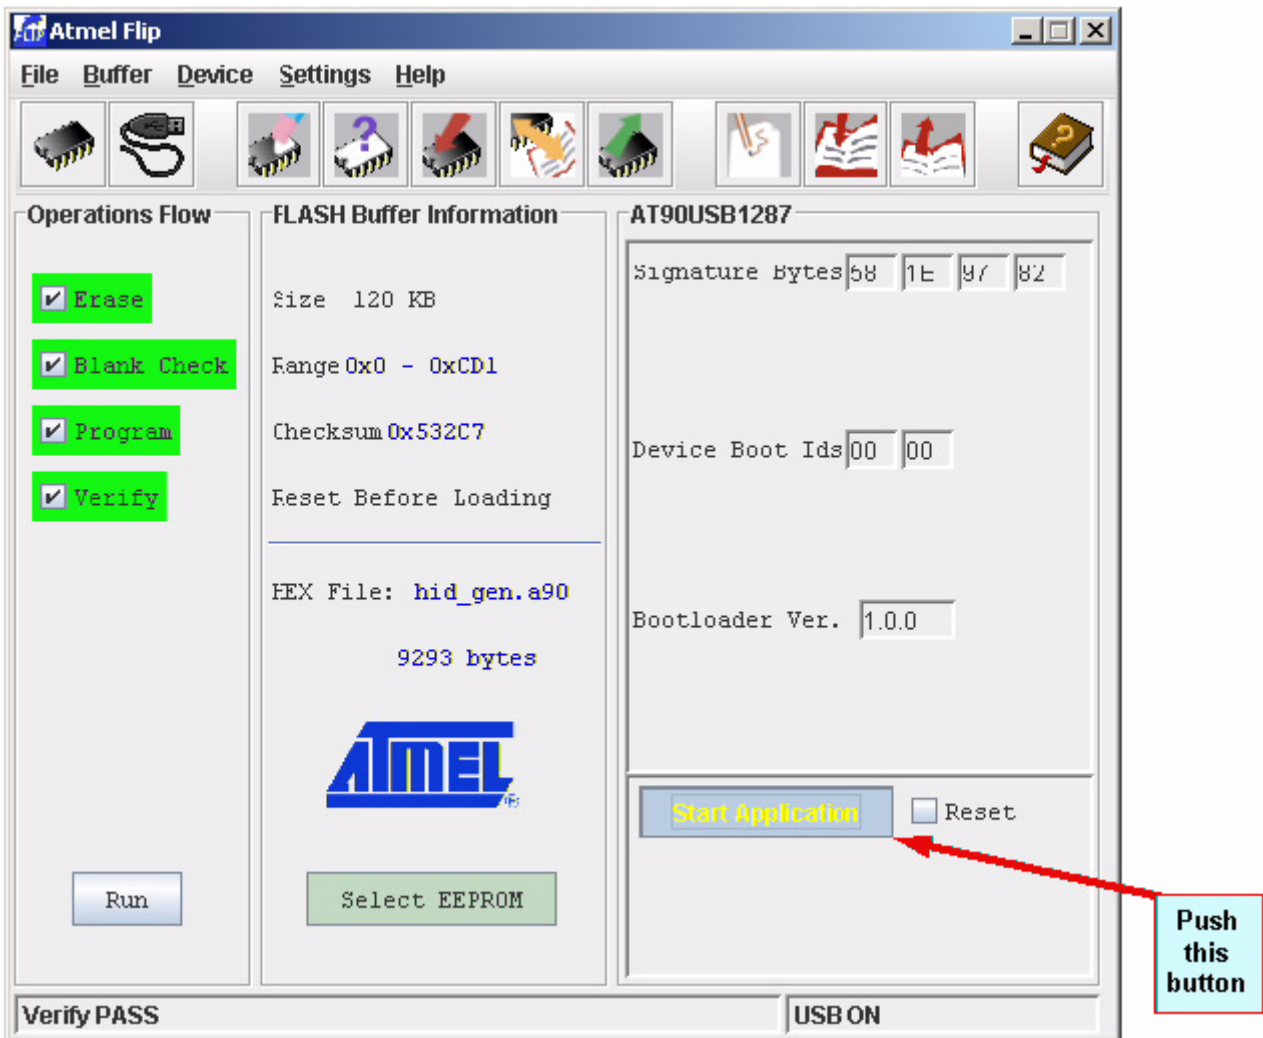 Atmel Flip
File Buffer Device Settings Help
Operations Flow
Erase
Blank Check
Program
Verify
Run
FLASH Buffer Information
Size 120 KB
Range 0x0 - 0xCD1
Checksum 0x532C7
Reset Before Loading
HEX File: hid_gen.a90
9293 bytes
ATMEL®
Select EEPROM
AT90USB1287
Signature Bytes 58 1E 97 82
Device Boot Ids 00 00
Bootloader Ver. 1.0.0
Start Application Reset
Push
this
button
Verify PASS
USB ON